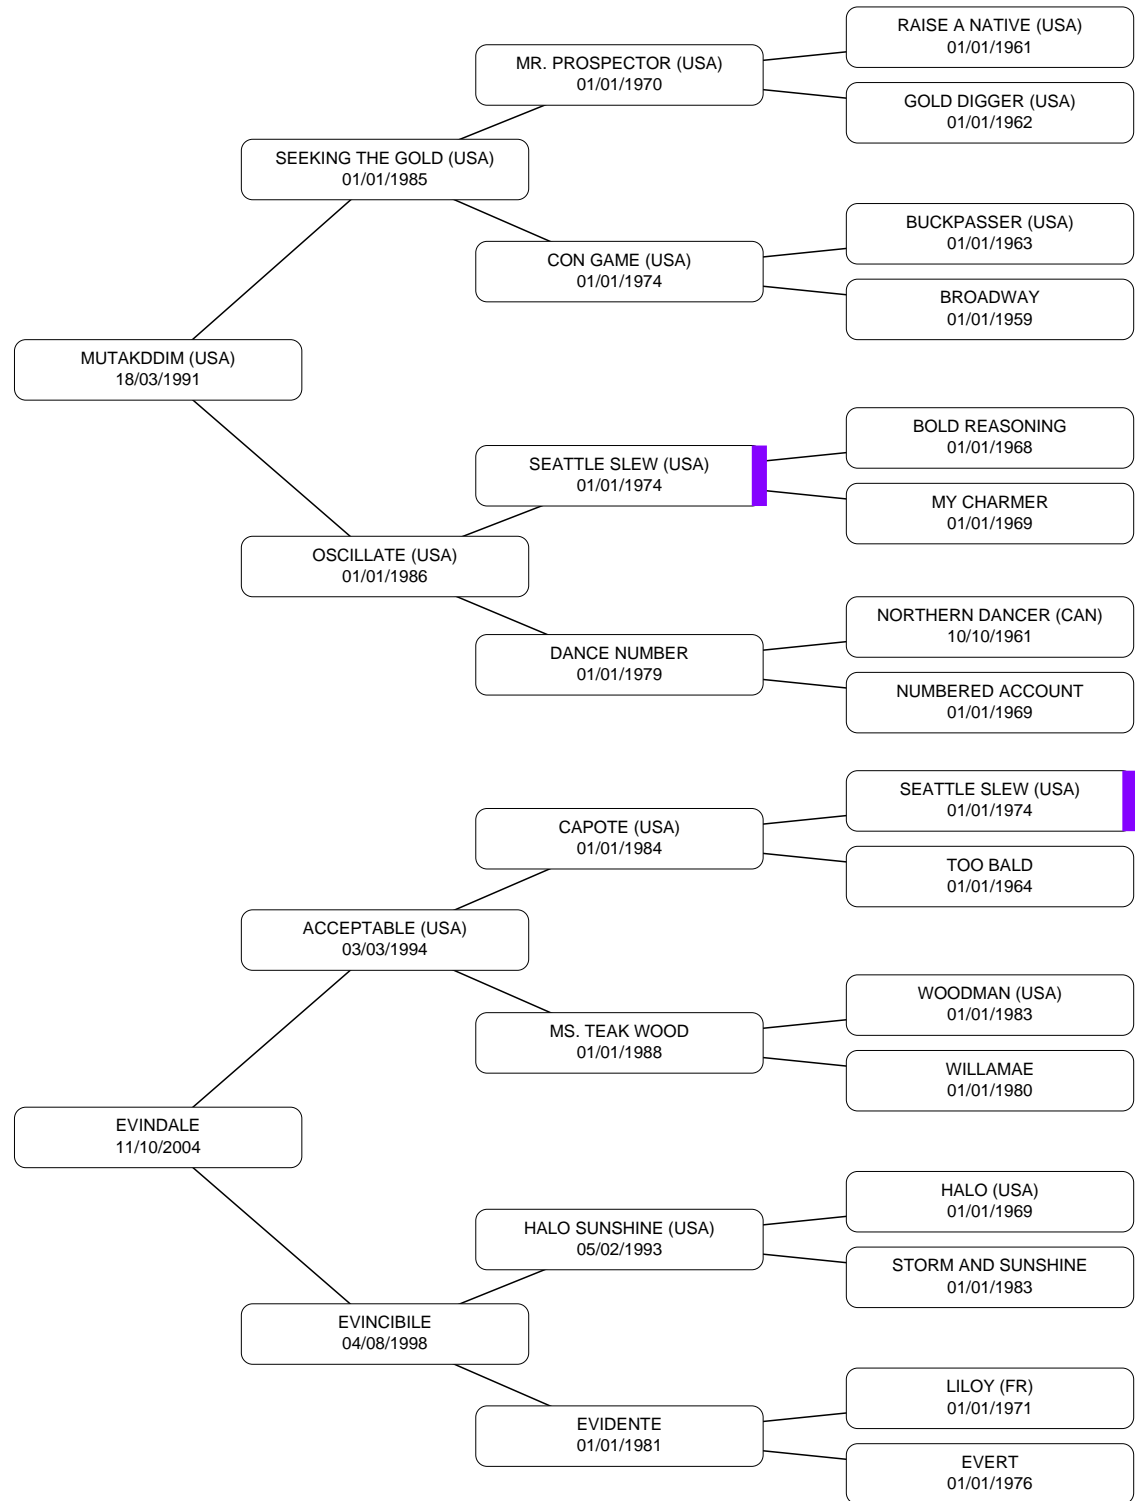 RAISE A NATIVE (USA)
01/01/1961
MR. PROSPECTOR (USA)
01/01/1970
GOLD DIGGER (USA)
01/01/1962
SEEKING THE GOLD (USA)
01/01/1985
BUCKPASSER (USA)
01/01/1963
CON GAME (USA)
01/01/1974
BROADWAY
01/01/1959
MUTAKDDIM (USA)
18/03/1991
BOLD REASONING
01/01/1968
SEATTLE SLEW (USA)
01/01/1974
MY CHARMER
01/01/1969
OSCILLATE (USA)
01/01/1986
NORTHERN DANCER (CAN)
10/10/1961
DANCE NUMBER
01/01/1979
NUMBERED ACCOUNT
01/01/1969
SEATTLE SLEW (USA)
01/01/1974
CAPOTE (USA)
01/01/1984
TOO BALD
01/01/1964
ACCEPTABLE (USA)
03/03/1994
WOODMAN (USA)
01/01/1983
MS. TEAK WOOD
01/01/1988
WILLAMAE
01/01/1980
EVINDALE
11/10/2004
HALO (USA)
01/01/1969
HALO SUNSHINE (USA)
05/02/1993
STORM AND SUNSHINE
01/01/1983
EVINCIBILE
04/08/1998
LILOY (FR)
01/01/1971
EVIDENTE
01/01/1981
EVERT
01/01/1976